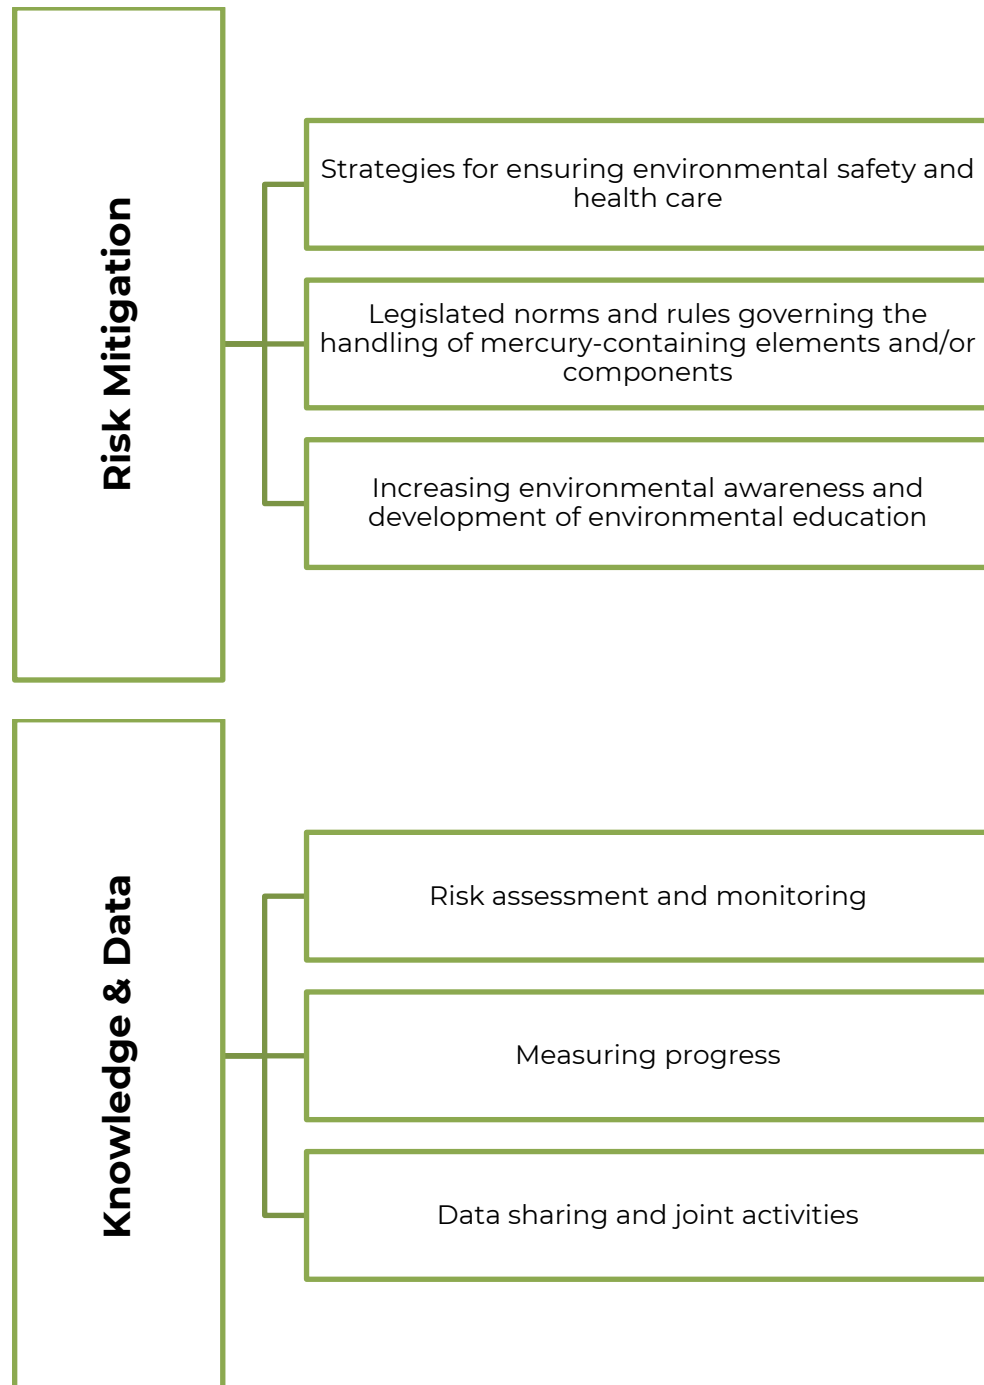 Risk Mitigation
Strategies for ensuring environmental safety and
health care
Legislated norms and rules governing the
handling of mercury-containing elements and/or
components
Increasing environmental awareness and
development of environmental education
Knowledge & Data
Risk assessment and monitoring
Measuring progress
Data sharing and joint activities